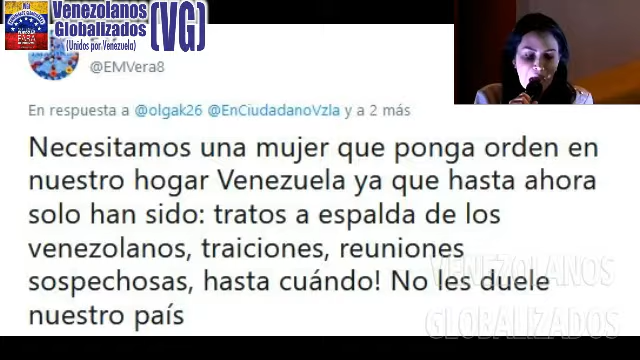 Venezolanos
Globalizados
(Unidos por Venezuela)
(VG)
@EMVera8
En respuesta a @olgak26 @EnCiudadanoVzla y a 2 más
Necesitamos una mujer que ponga orden en
nuestro hogar Venezuela ya que hasta ahora
solo han sido: tratos a espalda de los
venezolanos, traiciones, reuniones
sospechosas, hasta cuándo! No les duele
nuestro país
VENEZOLANOS
GLOBALIZADOS